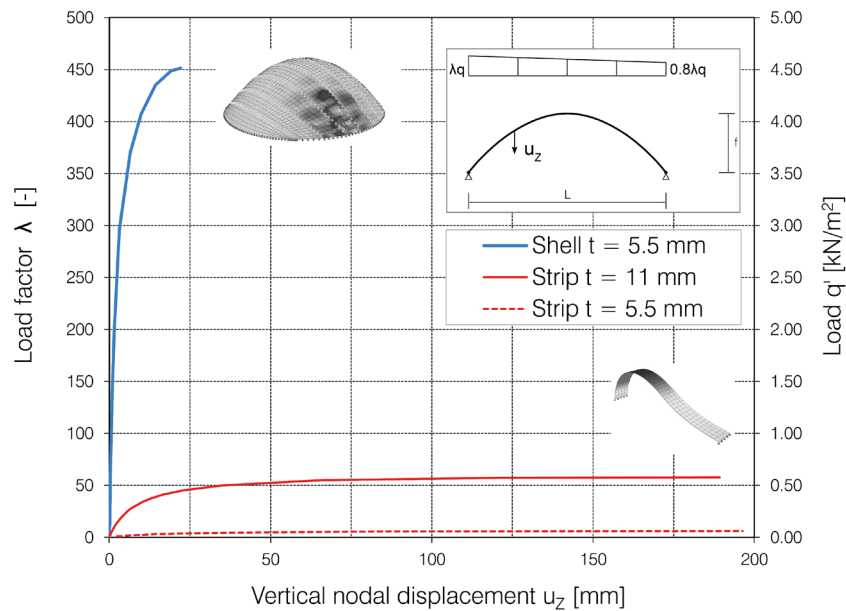 500
450
400
350
300
250
200
150
100
50
0
Load factor λ [-]
5.00
4.50
4.00
3.50
3.00
2.50
2.00
1.50
1.00
0.50
0.00
Load q' [kN/m²]
λq
0.8λq
u_z
f
L
Shell t = 5.5 mm
Strip t = 11 mm
Strip t = 5.5 mm
0 50 100 150 200
Vertical nodal displacement u_z [mm]